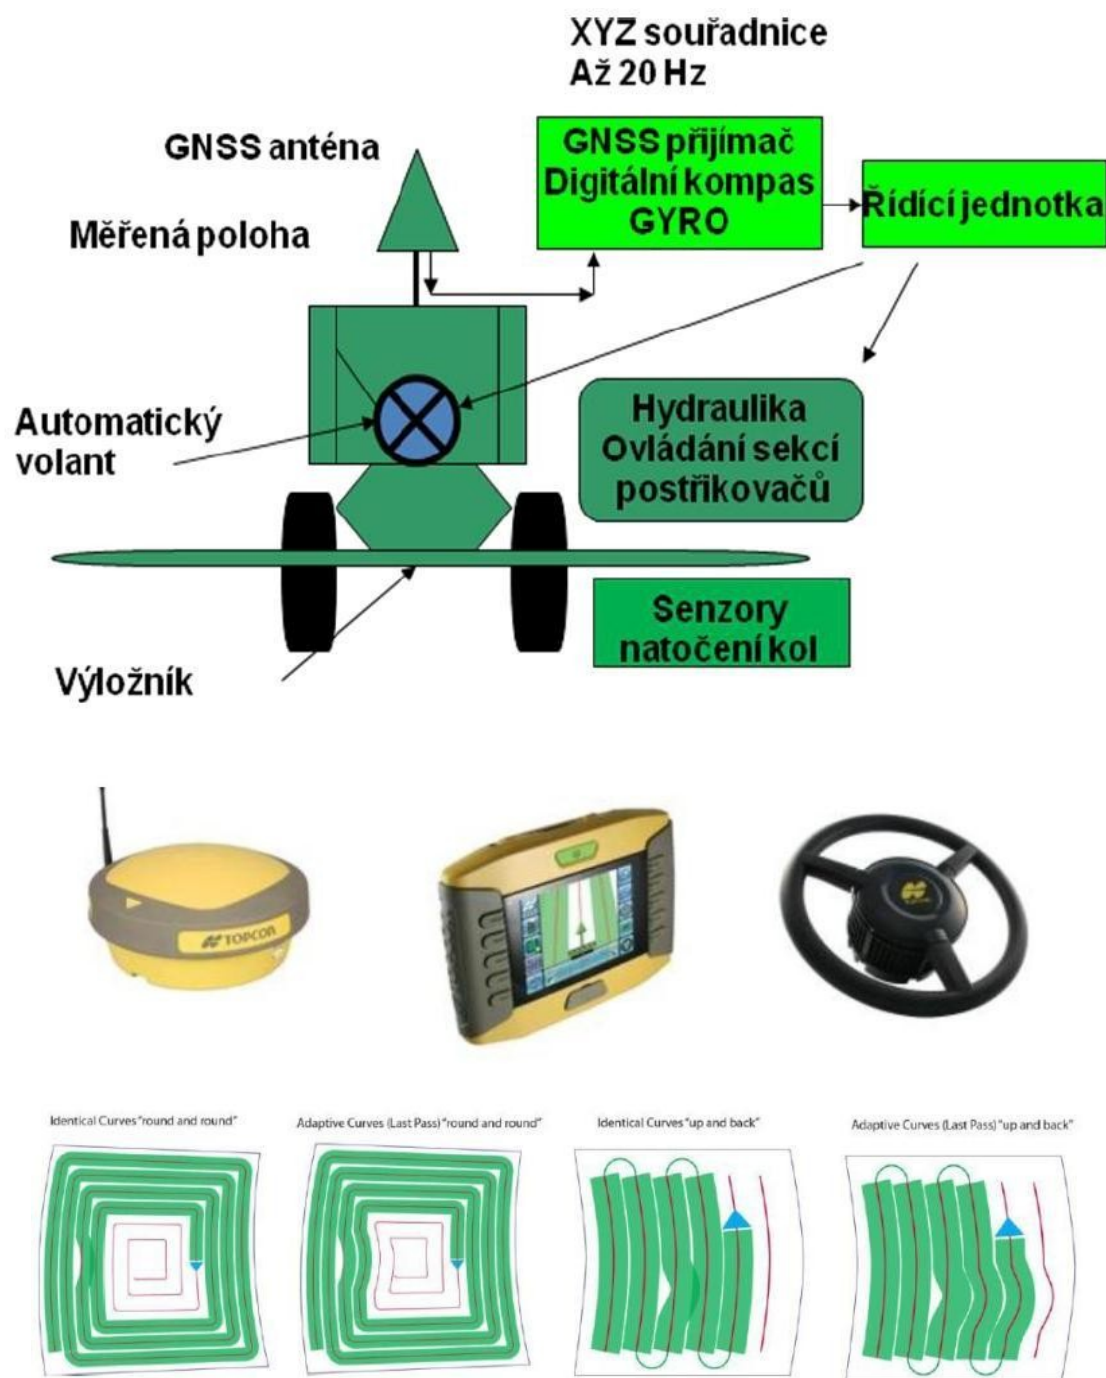 XYZ souřadnice
Až 20 Hz
GNSS anténa
GNSS přijímač
Digitální kompas
GYRO
Řídící jednotka
Měřená poloha
Automatický
volant
Hydraulika
Ovládání sekcí
postřikovačů
Senzory
natočení kol
Výložník
TOPCON
Identical Curves "round and round"
Adaptive Curves (Last Pass) "round and round"
Identical Curves "up and back"
Adaptive Curves (Last Pass) "up and back"